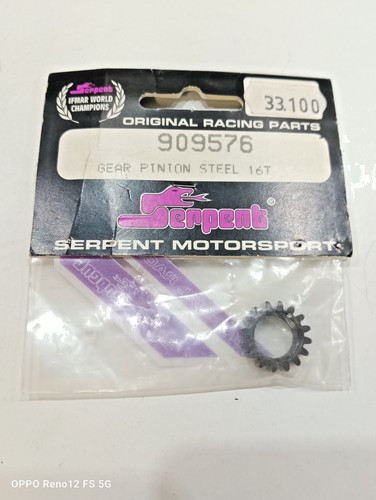 Serpent
IFMAR WORLD
CHAMPIONS
33.100
ORIGINAL RACING PARTS
909576
GEAR PINION STEEL 16T
Serpent®
SERPENT MOTORSPORT
OPPO Reno12 FS 5G